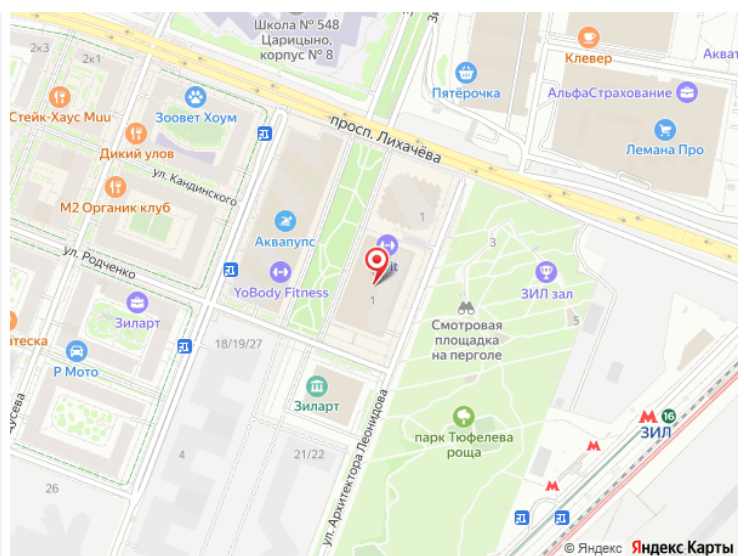 Школа № 548
Царицыно,
корпус № 8
Клевер
Пятёрочка
АльфаСтрахование
Лемана Про
2к3
2к1
Стейк-Хаус Muu
Зоовет Хоум
просп. Лихачёва
Дикий улов
ул. Кандинского
М2 Органик клуб
1
Аквапупс
3
ул. Родченко
YoBody Fitness
ЗИЛ зал
1
Зиларт
Смотровая
площадка
на перголе
5
18/19/27
Р Мото
Зиларт
16
ЗИЛ
парк Тюфелева
роща
ул. Архитектора Леонидова
4
21/22
26
© Яндекс Яндекс Карты